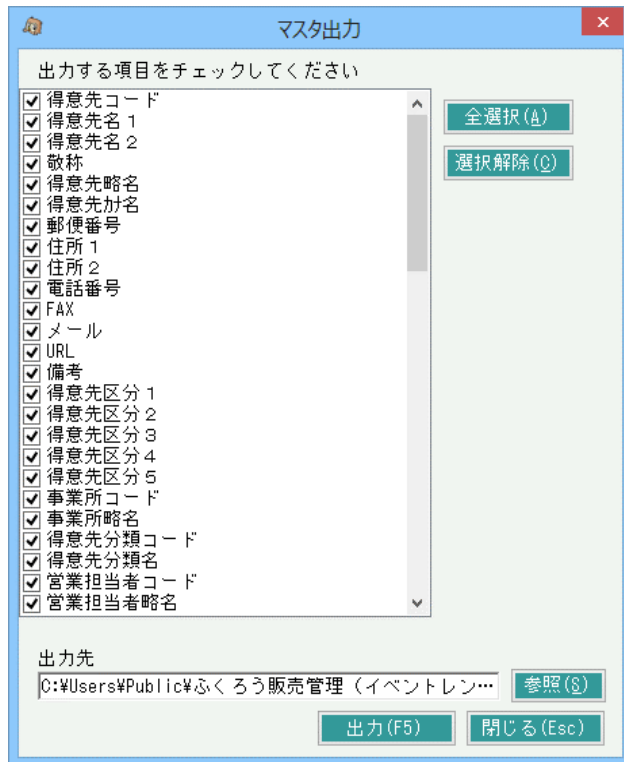 マスタ出力
出力する項目をチェックしてください
得意先コード
得意先名１
得意先名２
敬称
得意先略名
得意先ｶﾅ名
郵便番号
住所１
住所２
電話番号
FAX
メール
URL
備考
得意先区分１
得意先区分２
得意先区分３
得意先区分４
得意先区分５
事業所コード
事業所略名
得意先分類コード
得意先分類名
営業担当者コード
営業担当者略名
全選択(A)
選択解除(C)
出力先
C:¥Users¥Public¥ふくろう販売管理（イベントレン…
参照(S)
出力(F5)
閉じる(Esc)